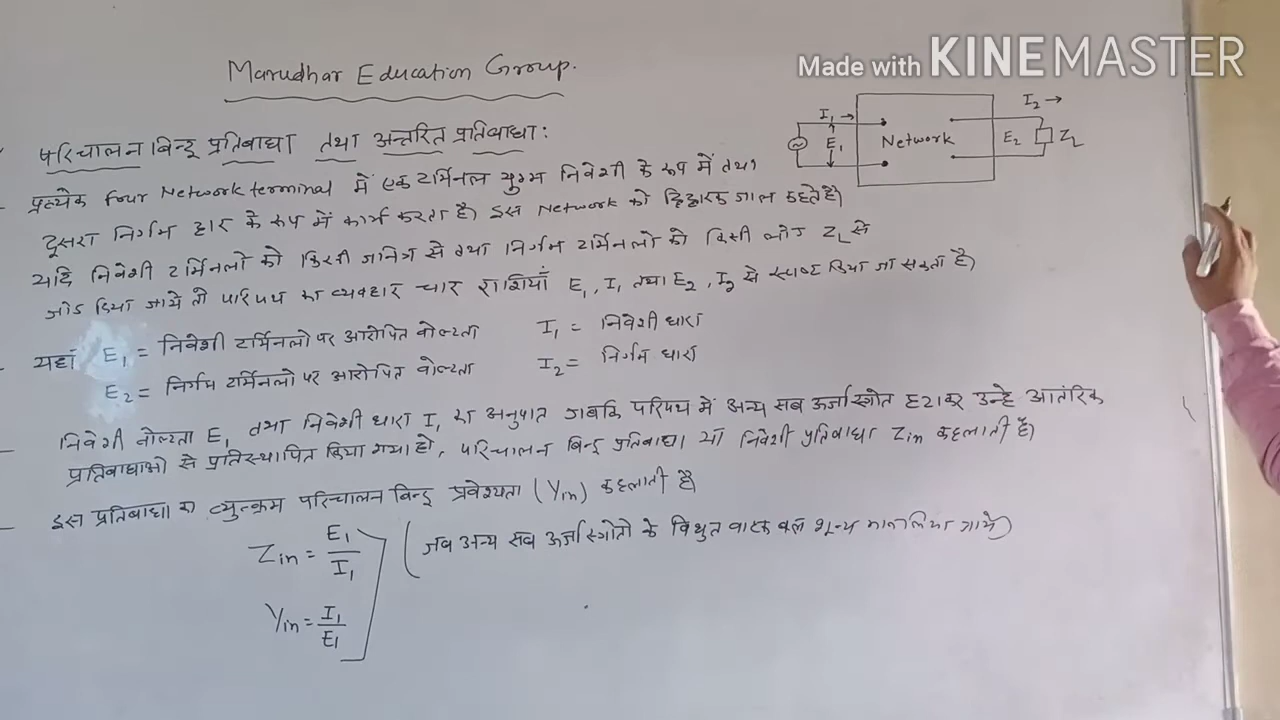 Made with KINEMASTER
Marudhar Education Group.
परिचालन बिन्दू प्रतिबाधा तथा अन्तरित प्रतिबाधा:
प्रत्येक four Network terminal में एक टर्मिनल युग्म निवेशी के रूप में तथा
दूसरा निर्गम द्वार के रूप में कार्य करता है। इस Network को द्विद्वारक जाल कहते है।
यदि निवेशी टर्मिनलो को किसी जनित्र से तथा निर्गम टर्मिनलो को किसी लोड ZL से
जोड दिया जाये तो परिपथ का व्यवहार चार राशियाँ E1, I1 तथा E2, I2 से स्पष्ट किया जा सकता है।
यहां E1 = निवेशी टर्मिनलो पर आरोपित वोल्टता I1 = निवेशी धारा
E2 = निर्गम टर्मिनलो पर आरोपित वोल्टता I2 = निर्गम धारा
निवेशी वोल्टता E1 तथा निवेशी धारा I1 का अनुपात जबकि परिपथ में अन्य सब ऊर्जास्त्रोत हटाकर उन्हे आतंरिक
प्रतिबाधाओ से प्रतिस्थापित किया गया हो, परिचालन बिन्दू प्रतिबाधा या निवेशी प्रतिबाधा Zin कहलाती है।
इस प्रतिबाधा का व्युत्क्रम परिचालन बिन्दू प्रवेश्यता (Yin) कहलाती है।
Zin = E1/I1 (जब अन्य सब ऊर्जास्त्रोतो के विधुत वाहक बल शून्य मान लिया जाये)
Yin = I1/E1
I1 → I2 →
E1 Network E2 ZL